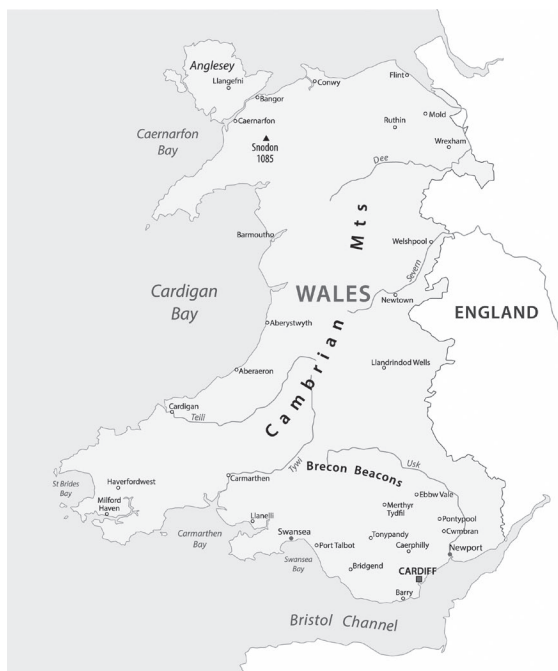 Anglesey
Llangefni
Bangor
Conwy
Flint
Caernarfon
Caernarfon
Bay
Snodon
1085
Ruthin
Mold
Wrexham
Dee
Mts
Barmouth
Welshpool
Severn
Cardigan
Bay
WALES
Newtown
ENGLAND
Aberystwyth
Cambrian
Llandrindod Wells
Aberaeron
Cardigan
Teili
Tywi
Brecon Beacons
Usk
St Brides
Bay
Haverfordwest
Milford
Haven
Carmarthen
Ebbw Vale
Merthyr
Tydfil
Llanelli
Pontypool
Carmarthen
Bay
Swansea
Tonypandy
Cwmbran
Swansea
Bay
Port Talbot
Caerphilly
Newport
Bridgend
CARDIFF
Barry
Bristol Channel